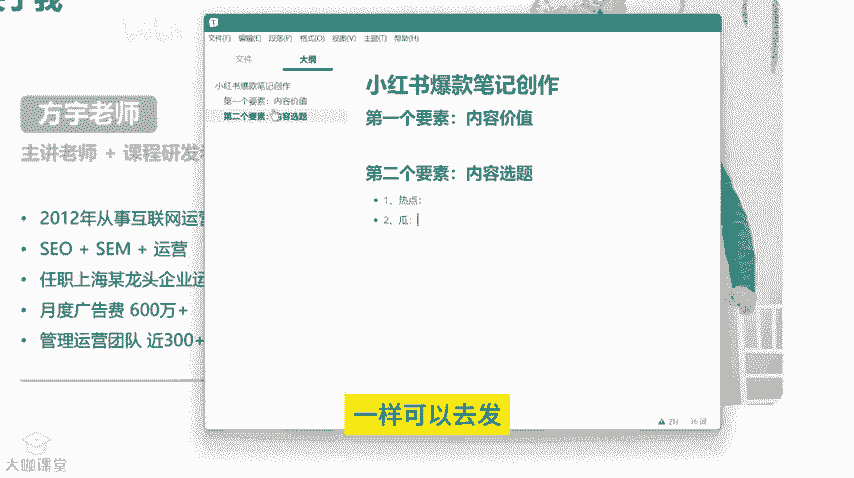 关于我
文件(F) 编辑(E) 段落(P) 格式(O) 视图(V) 主题(T) 帮助(H)
文件 大纲
小红书爆款笔记创作
第一个要素：内容价值
第二个要素：内容选题
小红书爆款笔记创作
第一个要素：内容价值
第二个要素：内容选题
1、热点：
2、瓜：
方宇老师
主讲老师 + 课程研发
2012年从事互联网运营
SEO + SEM + 运营
任职上海某龙头企业运
月度广告费 600万+
管理运营团队 近300+
一样可以去发
36 词
大咖课堂